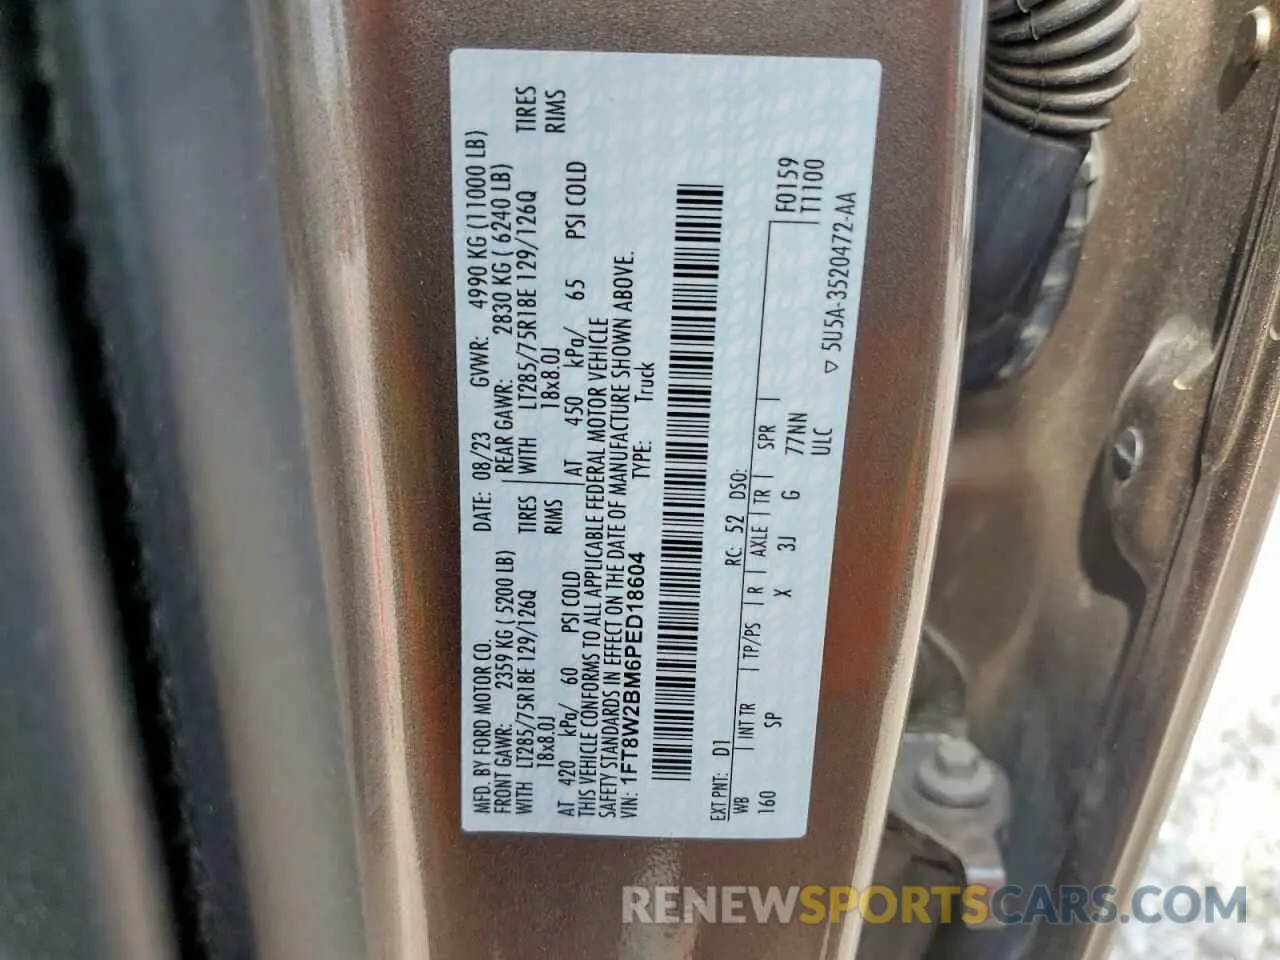 MFD. BY FORD MOTOR CO.
DATE: 08/23 GVWR: 4990 KG (11000 LB)
FRONT GAWR: 2359 KG ( 5200 LB) REAR GAWR: 2830 KG ( 6240 LB)
WITH LT285/75R18E 129/126Q TIRES WITH LT285/75R18E 129/126Q TIRES
18x8.0J RIMS 18x8.0J RIMS
AT 420 kPa/ 60 PSI COLD AT 450 kPa/ 65 PSI COLD
THIS VEHICLE CONFORMS TO ALL APPLICABLE FEDERAL MOTOR VEHICLE
SAFETY STANDARDS IN EFFECT ON THE DATE OF MANUFACTURE SHOWN ABOVE.
VIN: 1FT8W2BM6PED18604 TYPE: Truck
EXT PNT: D1 RC: 52 DSO:
WB INT TR TP/PS R AXLE TR SPR F0159
160 SP X 3J G 77NN T1100
ULC ▽ 5U5A-3520472-AA
RENEWSPORTSCARS.COM